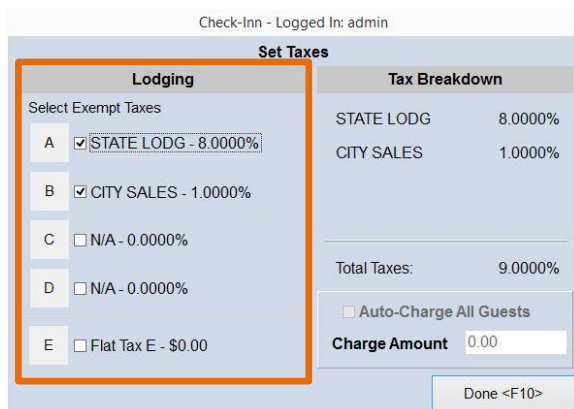 Check-Inn - Logged In: admin
Set Taxes
Lodging
Select Exempt Taxes
A STATE LODG - 8.0000%
B CITY SALES - 1.0000%
C N/A - 0.0000%
D N/A - 0.0000%
E Flat Tax E - $0.00
Tax Breakdown
STATE LODG 8.0000%
CITY SALES 1.0000%
Total Taxes: 9.0000%
Auto-Charge All Guests
Charge Amount 0.00
Done <F10>